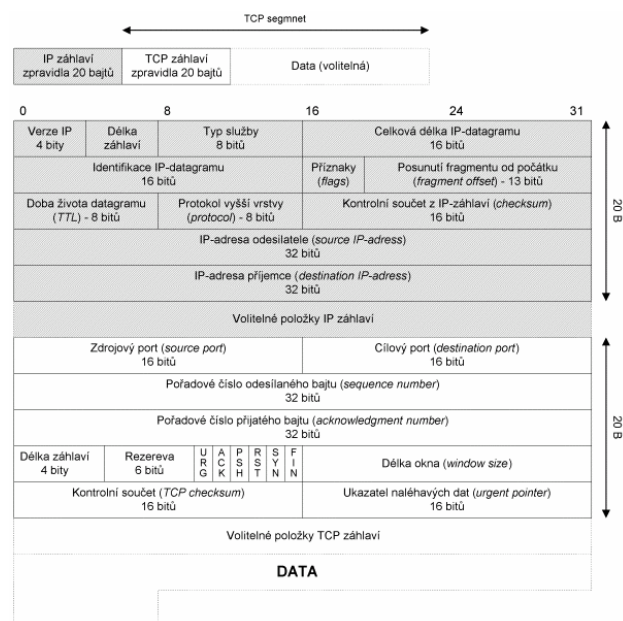 TCP segmnet
IP záhlaví
zpravidla 20 bajtů
TCP záhlaví
zpravidla 20 bajtů
Data (volitelná)
0 8 16 24 31
Verze IP
4 bity
Délka
záhlaví
Typ služby
8 bitů
Celková délka IP-datagramu
16 bitů
Identifikace IP-datagramu
16 bitů
Příznaky
(flags)
Posunutí fragmentu od počátku
(fragment offset) - 13 bitů
Doba života datagramu
(TTL) - 8 bitů
Protokol vyšší vrstvy
(protocol) - 8 bitů
Kontrolní součet z IP-záhlaví (checksum)
16 bitů
IP-adresa odesilatele (source IP-adress)
32 bitů
IP-adresa příjemce (destination IP-adress)
32 bitů
20 B
Volitelné položky IP záhlaví
Zdrojový port (source port)
16 bitů
Cílový port (destination port)
16 bitů
Pořadové číslo odesílaného bajtu (sequence number)
32 bitů
Pořadové číslo přijatého bajtu (acknowledgment number)
32 bitů
Délka záhlaví
4 bity
Rezereva
6 bitů
URG
ACK
PSH
RST
SYN
FIN
Délka okna (window size)
Kontrolní součet (TCP checksum)
16 bitů
Ukazatel naléhavých dat (urgent pointer)
16 bitů
20 B
Volitelné položky TCP záhlaví
DATA